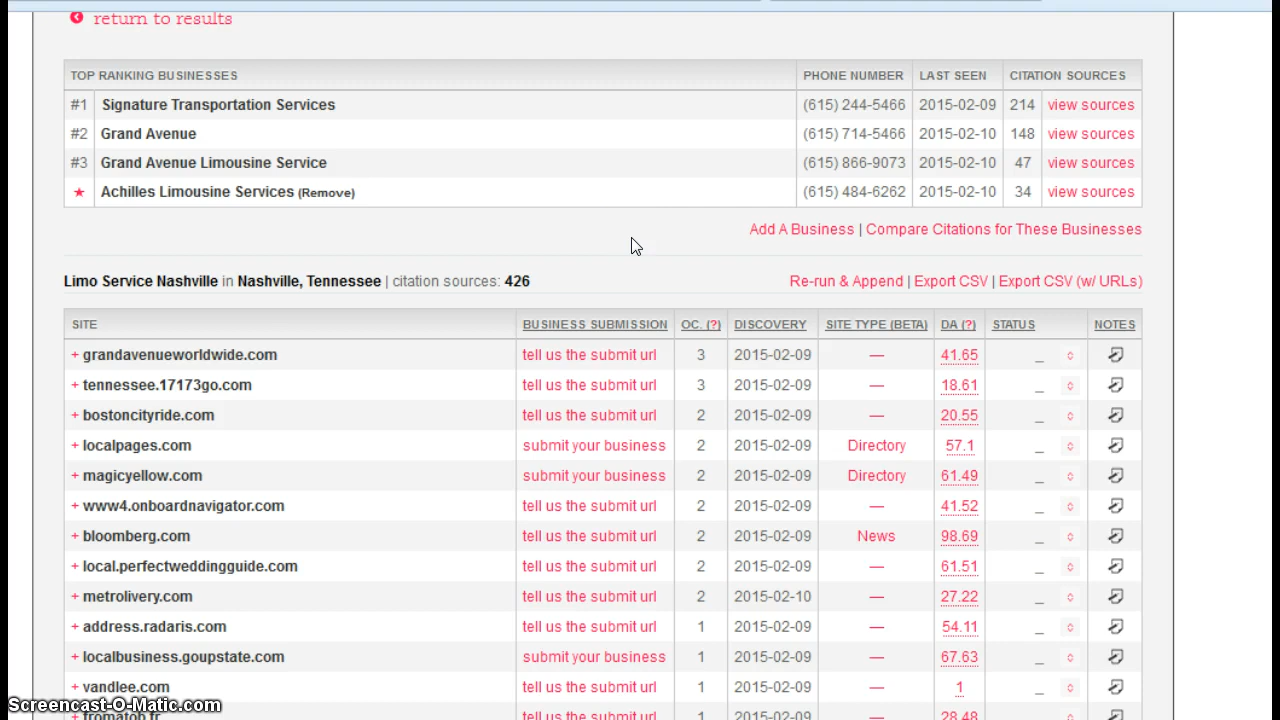 return to results
TOP RANKING BUSINESSES PHONE NUMBER LAST SEEN CITATION SOURCES
#1 Signature Transportation Services (615) 244-5466 2015-02-09 214 view sources
#2 Grand Avenue (615) 714-5466 2015-02-10 148 view sources
#3 Grand Avenue Limousine Service (615) 866-9073 2015-02-10 47 view sources
★ Achilles Limousine Services (Remove) (615) 484-6262 2015-02-10 34 view sources
Add A Business | Compare Citations for These Businesses
Limo Service Nashville in Nashville, Tennessee | citation sources: 426 Re-run & Append | Export CSV | Export CSV (w/ URLs)
SITE BUSINESS SUBMISSION OC. (?) DISCOVERY SITE TYPE (BETA) DA (?) STATUS NOTES
+ grandavenueworldwide.com tell us the submit url 3 2015-02-09 — 41.65 _
+ tennessee.17173go.com tell us the submit url 3 2015-02-09 — 18.61 _
+ bostoncityride.com tell us the submit url 2 2015-02-09 — 20.55 _
+ localpages.com submit your business 2 2015-02-09 Directory 57.1 _
+ magicyellow.com submit your business 2 2015-02-09 Directory 61.49 _
+ www4.onboardnavigator.com tell us the submit url 2 2015-02-09 — 41.52 _
+ bloomberg.com tell us the submit url 2 2015-02-09 News 98.69 _
+ local.perfectweddingguide.com tell us the submit url 2 2015-02-09 — 61.51 _
+ metrolivery.com tell us the submit url 2 2015-02-10 — 27.22 _
+ address.radaris.com tell us the submit url 1 2015-02-09 — 54.11 _
+ localbusiness.goupstate.com submit your business 1 2015-02-09 — 67.63 _
+ vandlee.com tell us the submit url 1 2015-02-09 — 1 _
Screencast-O-Matic.com
tell us the submit url 1 2015-02-09 — 28.48